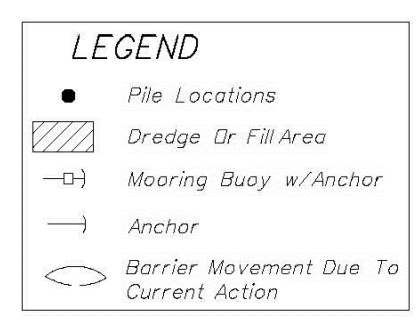 LEGEND
Pile Locations
Dredge Or Fill Area
Mooring Buoy w/Anchor
Anchor
Barrier Movement Due To
Current Action